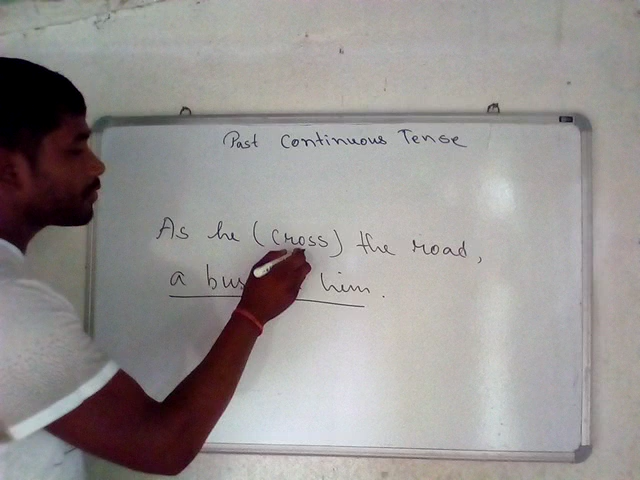 Past Continuous Tense
As he (cross) the road,
a bus him.